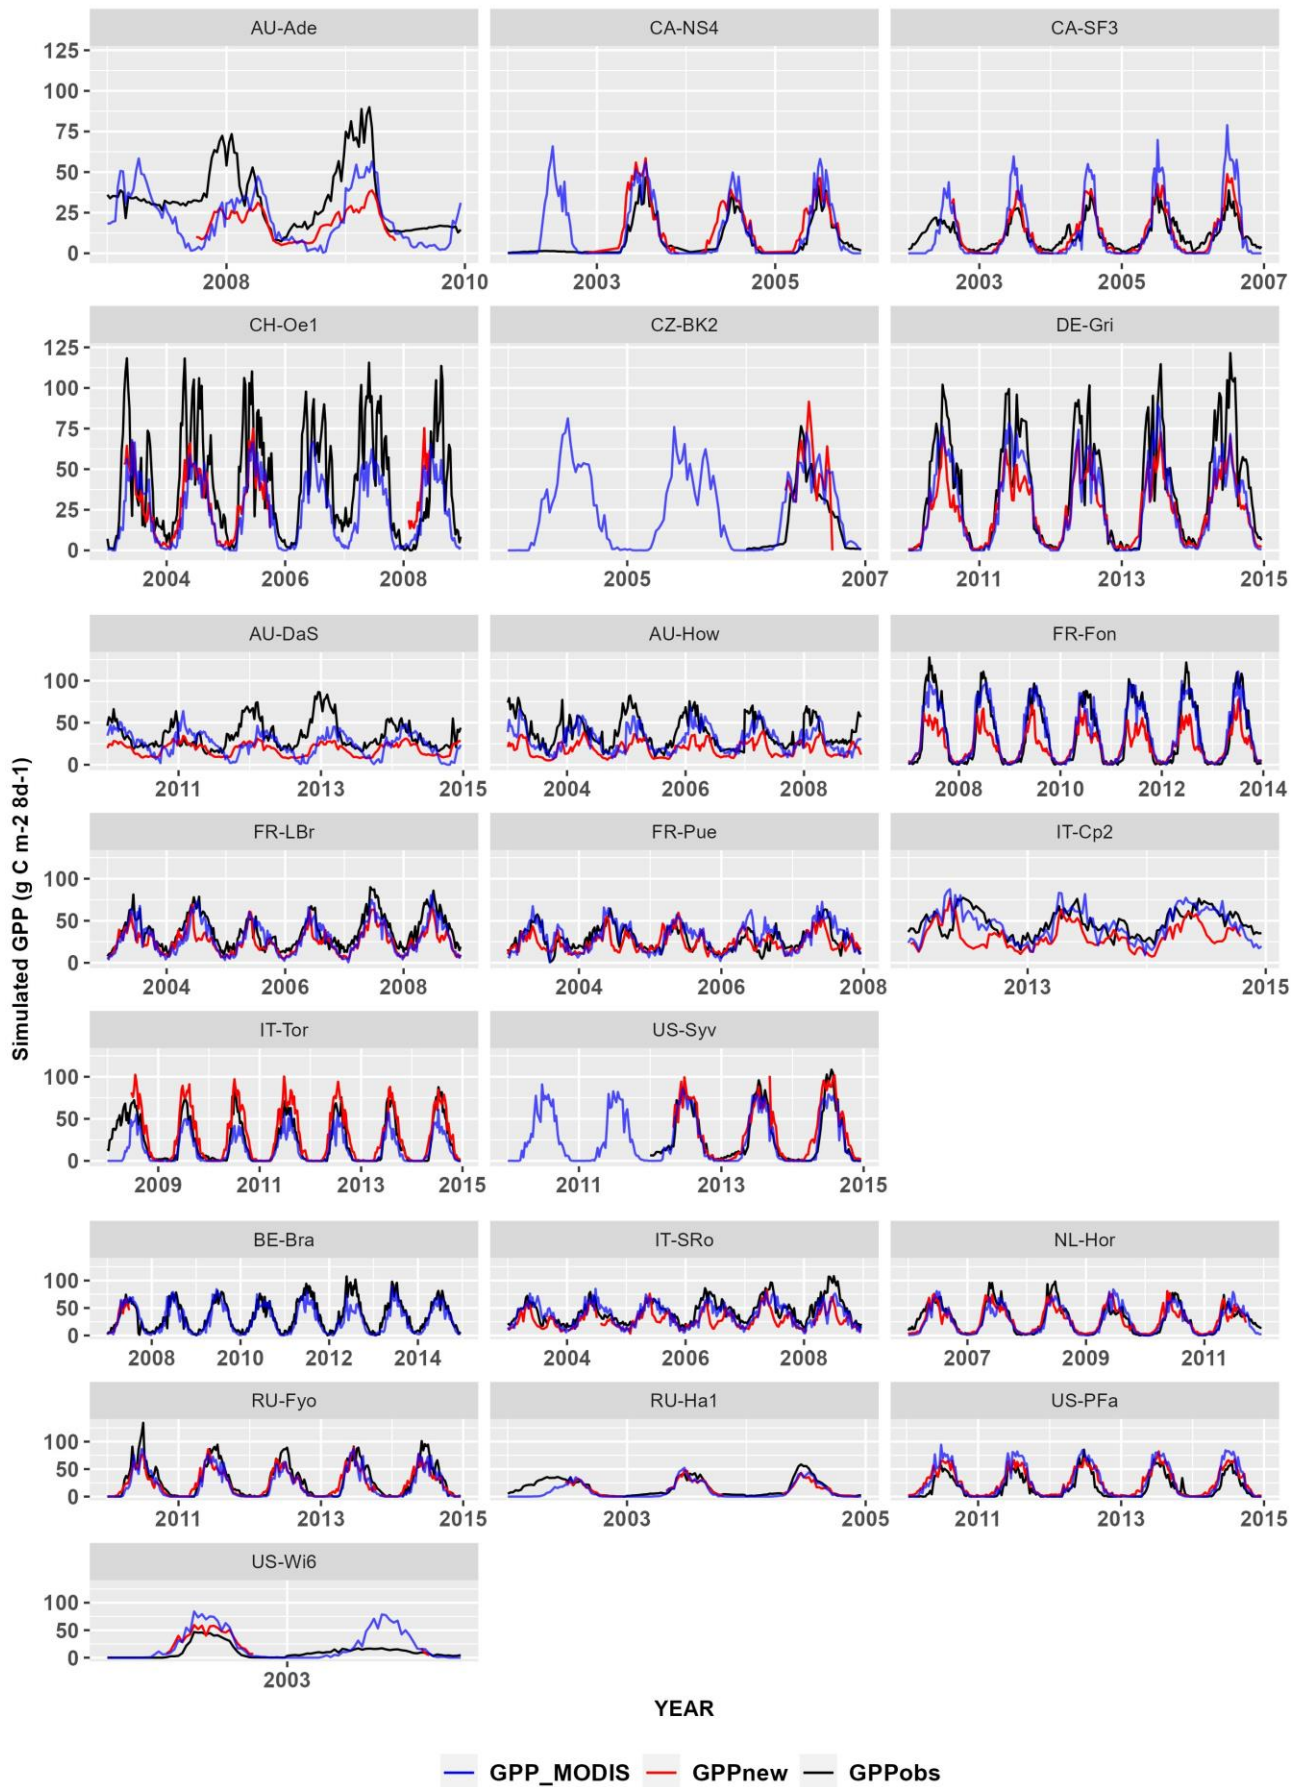 AU-Ade CA-NS4 CA-SF3
125
100
75
50
25
0
2008 2010 2003 2005 2003 2005 2007
CH-Oe1 CZ-BK2 DE-Gri
125
100
75
50
25
0
2004 2006 2008 2005 2007 2011 2013 2015
AU-DaS AU-How FR-Fon
100
50
0
2011 2013 2015 2004 2006 2008 2008 2010 2012 2014
FR-LBr FR-Pue IT-Cp2
100
50
0
2004 2006 2008 2004 2006 2008 2013 2015
IT-Tor US-Syv
100
50
0
2009 2011 2013 2015 2011 2013 2015
BE-Bra IT-SRo NL-Hor
100
50
0
2008 2010 2012 2014 2004 2006 2008 2007 2009 2011
RU-Fyo RU-Ha1 US-PFa
100
50
0
2011 2013 2015 2003 2005 2011 2013 2015
US-Wi6
100
50
0
2003
Simulated GPP (g C m-2 8d-1)
YEAR
GPP_MODIS GPPnew GPPobs